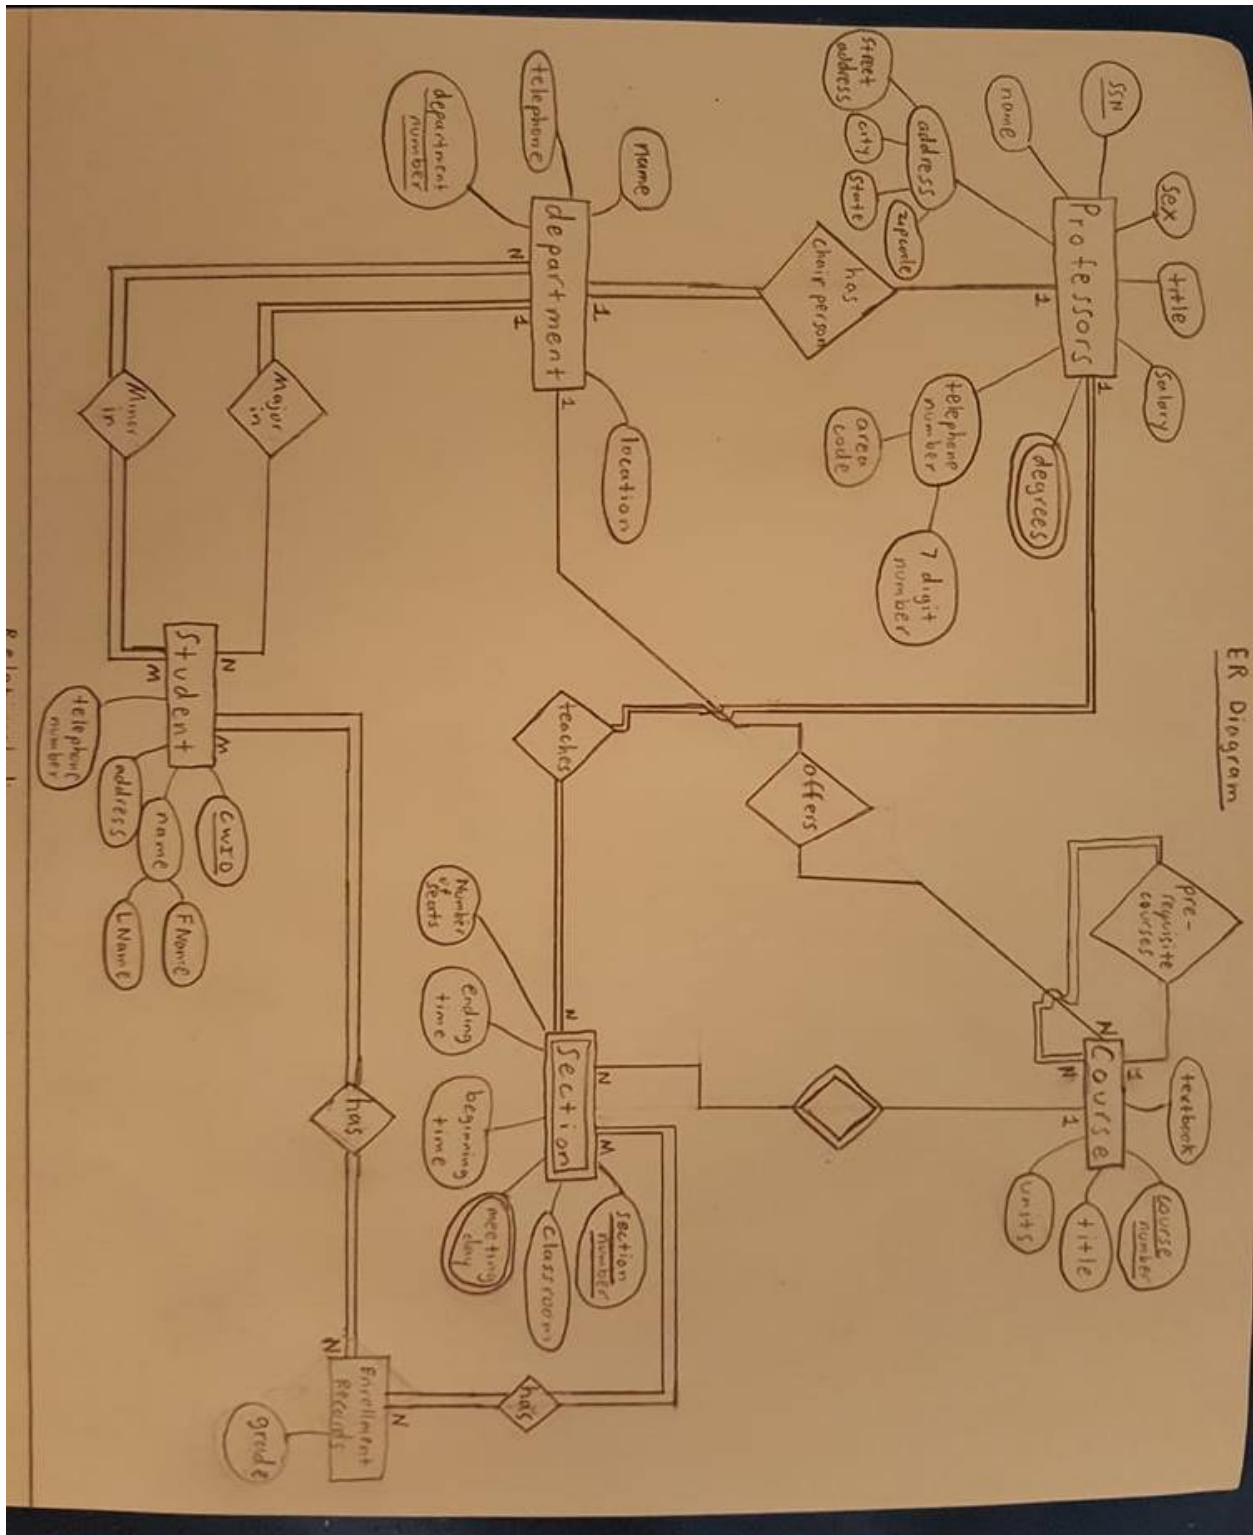 ER Diagram
SSN
name
sex
title
salary
Professors
address
street
address
city
state
zipcode
degrees
telephone
number
area
code
7 digit
number
1
1
has
chair person
1
name
telephone
department
number
department
location
N
1
1
Minor
in
Major
in
teaches
offers
pre-
requisite
courses
N
N
1
1
Course
textbook
course
number
title
units
Student
N
M
M
telephone
number
address
name
CWID
FName
LName
Number
of
seats
ending
time
beginning
time
meeting
day
classroom
section
number
Section
N
N
M
has
has
N
N
Enrollment
Records
grade